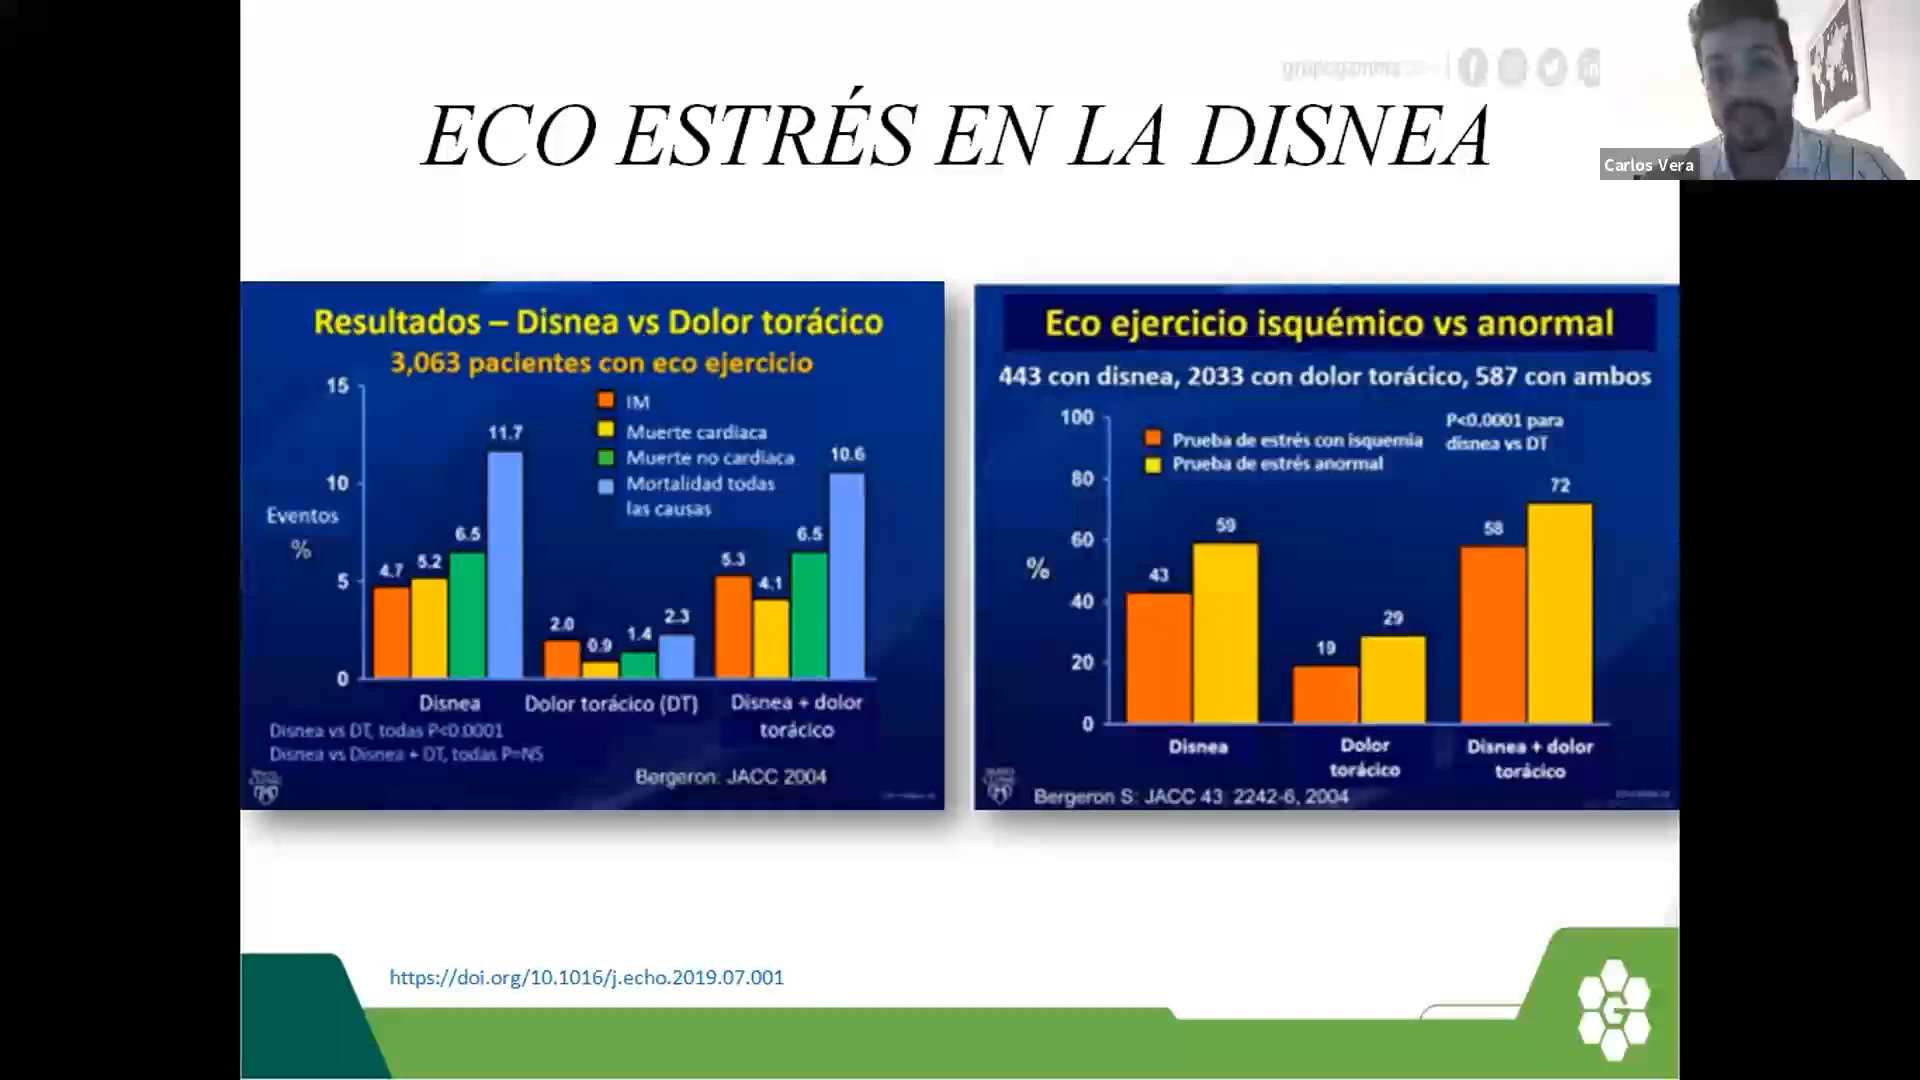 Carlos Vera
ECO ESTRÉS EN LA DISNEA
Resultados – Disnea vs Dolor torácico
3,063 pacientes con eco ejercicio
15
10
5
0
Eventos
%
IM
Muerte cardiaca
Muerte no cardiaca
Mortalidad todas
las causas
4.7
5.2
6.5
11.7
2.0
0.9
1.4
2.3
5.3
4.1
6.5
10.6
Disnea
Dolor torácico (DT)
Disnea + dolor
torácico
Disnea vs DT, todas P<0.0001
Disnea vs Disnea + DT, todas P=NS
Bergeron: JACC 2004
Eco ejercicio isquémico vs anormal
443 con disnea, 2033 con dolor torácico, 587 con ambos
100
80
60
40
20
0
%
Prueba de estrés con isquemia
Prueba de estrés anormal
P<0.0001 para
disnea vs DT
43
59
19
29
58
72
Disnea
Dolor
torácico
Disnea + dolor
torácico
Bergeron S: JACC 43: 2242-6, 2004
https://doi.org/10.1016/j.echo.2019.07.001